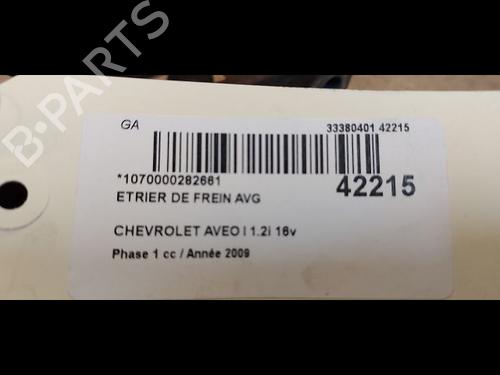 B-PARTS
GA
33380401 42215
*1070000282661
42215
ETRIER DE FREIN AVG
CHEVROLET AVEO I 1.2i 16v
Phase 1 cc / Année 2009